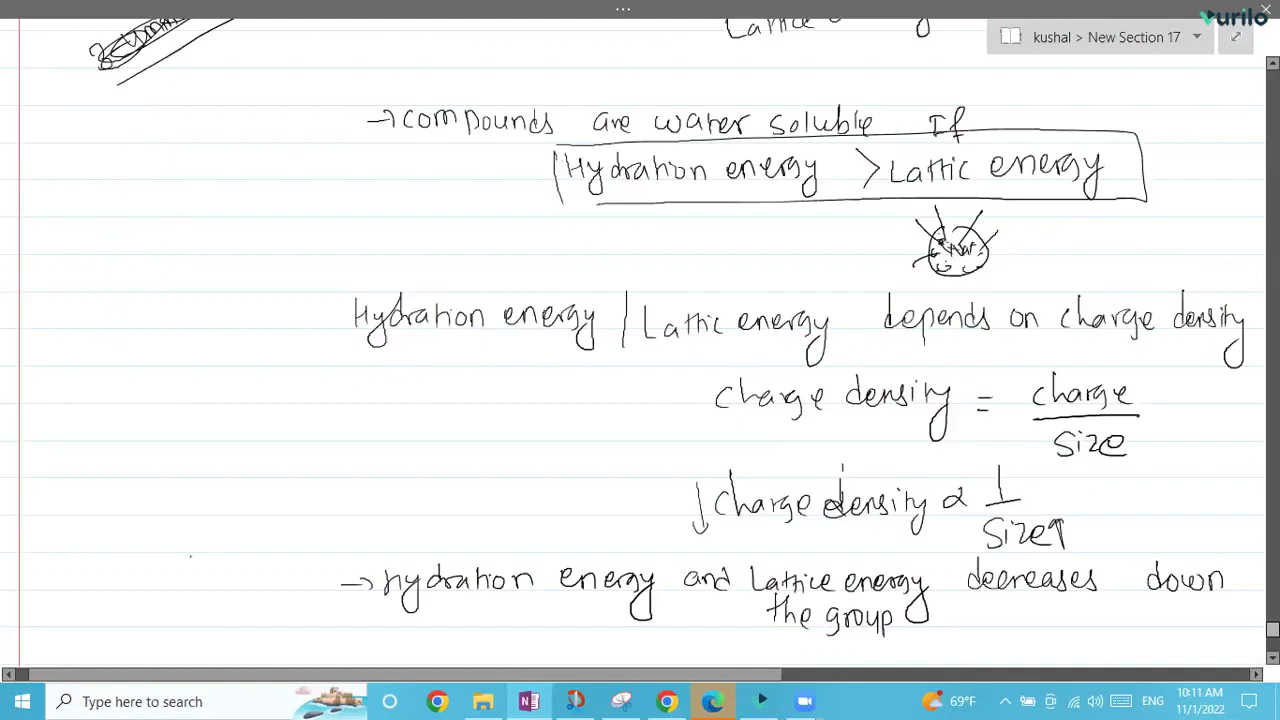 vurilo
kushal > New Section 17
→ compounds are water soluble If
Hydration energy > Lattic energy
Hydration energy / Lattic energy depends on charge density
charge density = charge
size
↓ charge density ∝ 1
size↑
→ Hydration energy and Lattice energy decreases down
the group
Type here to search
69°F
ENG
10:11 AM
11/1/2022